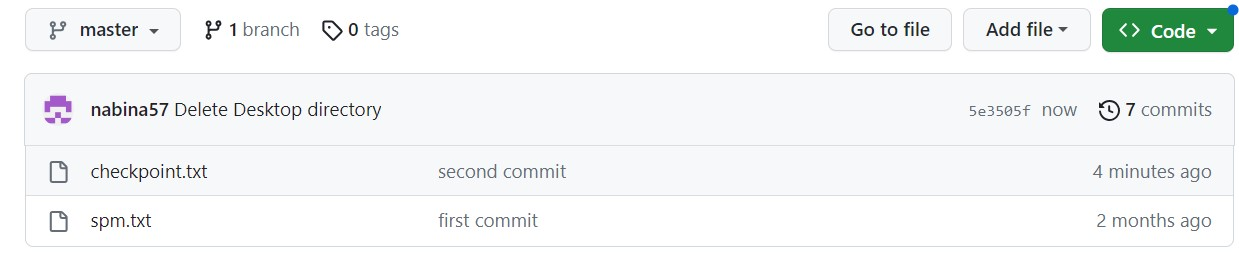 master 1 branch 0 tags Go to file Add file Code
nabina57 Delete Desktop directory 5e3505f now 7 commits
checkpoint.txt second commit 4 minutes ago
spm.txt first commit 2 months ago